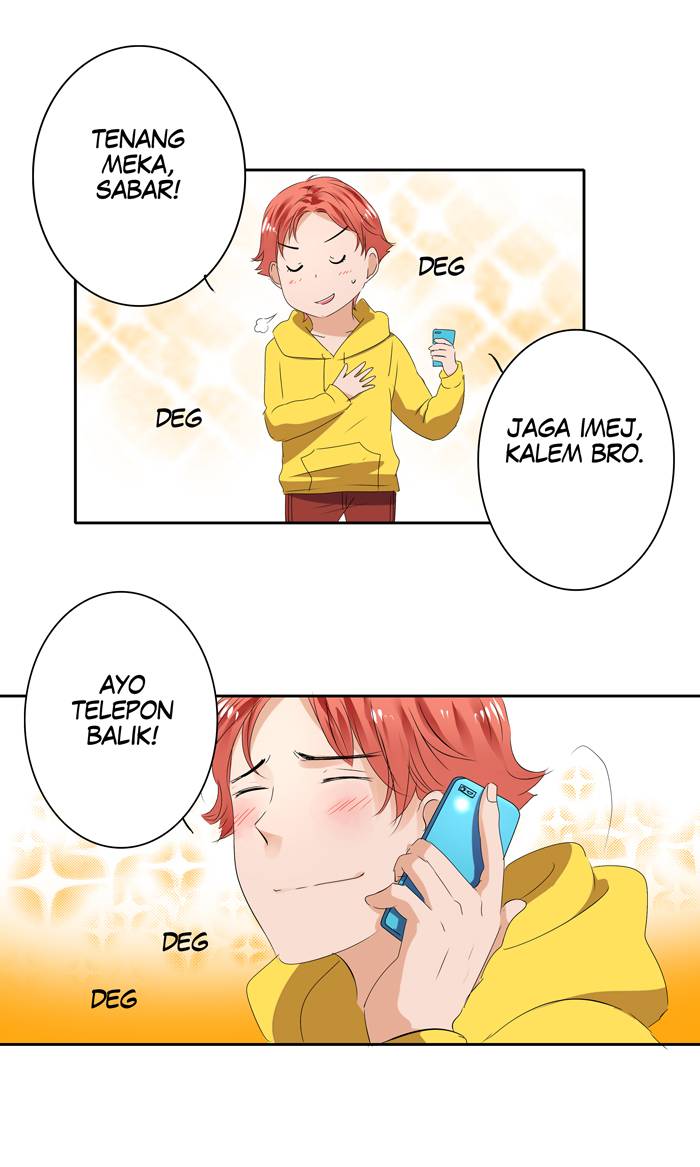 TENANG
MEKA,
SABAR!
DEG
DEG
JAGA IMEJ,
KALEM BRO.
AYO
TELEPON
BALIK!
DEG
DEG